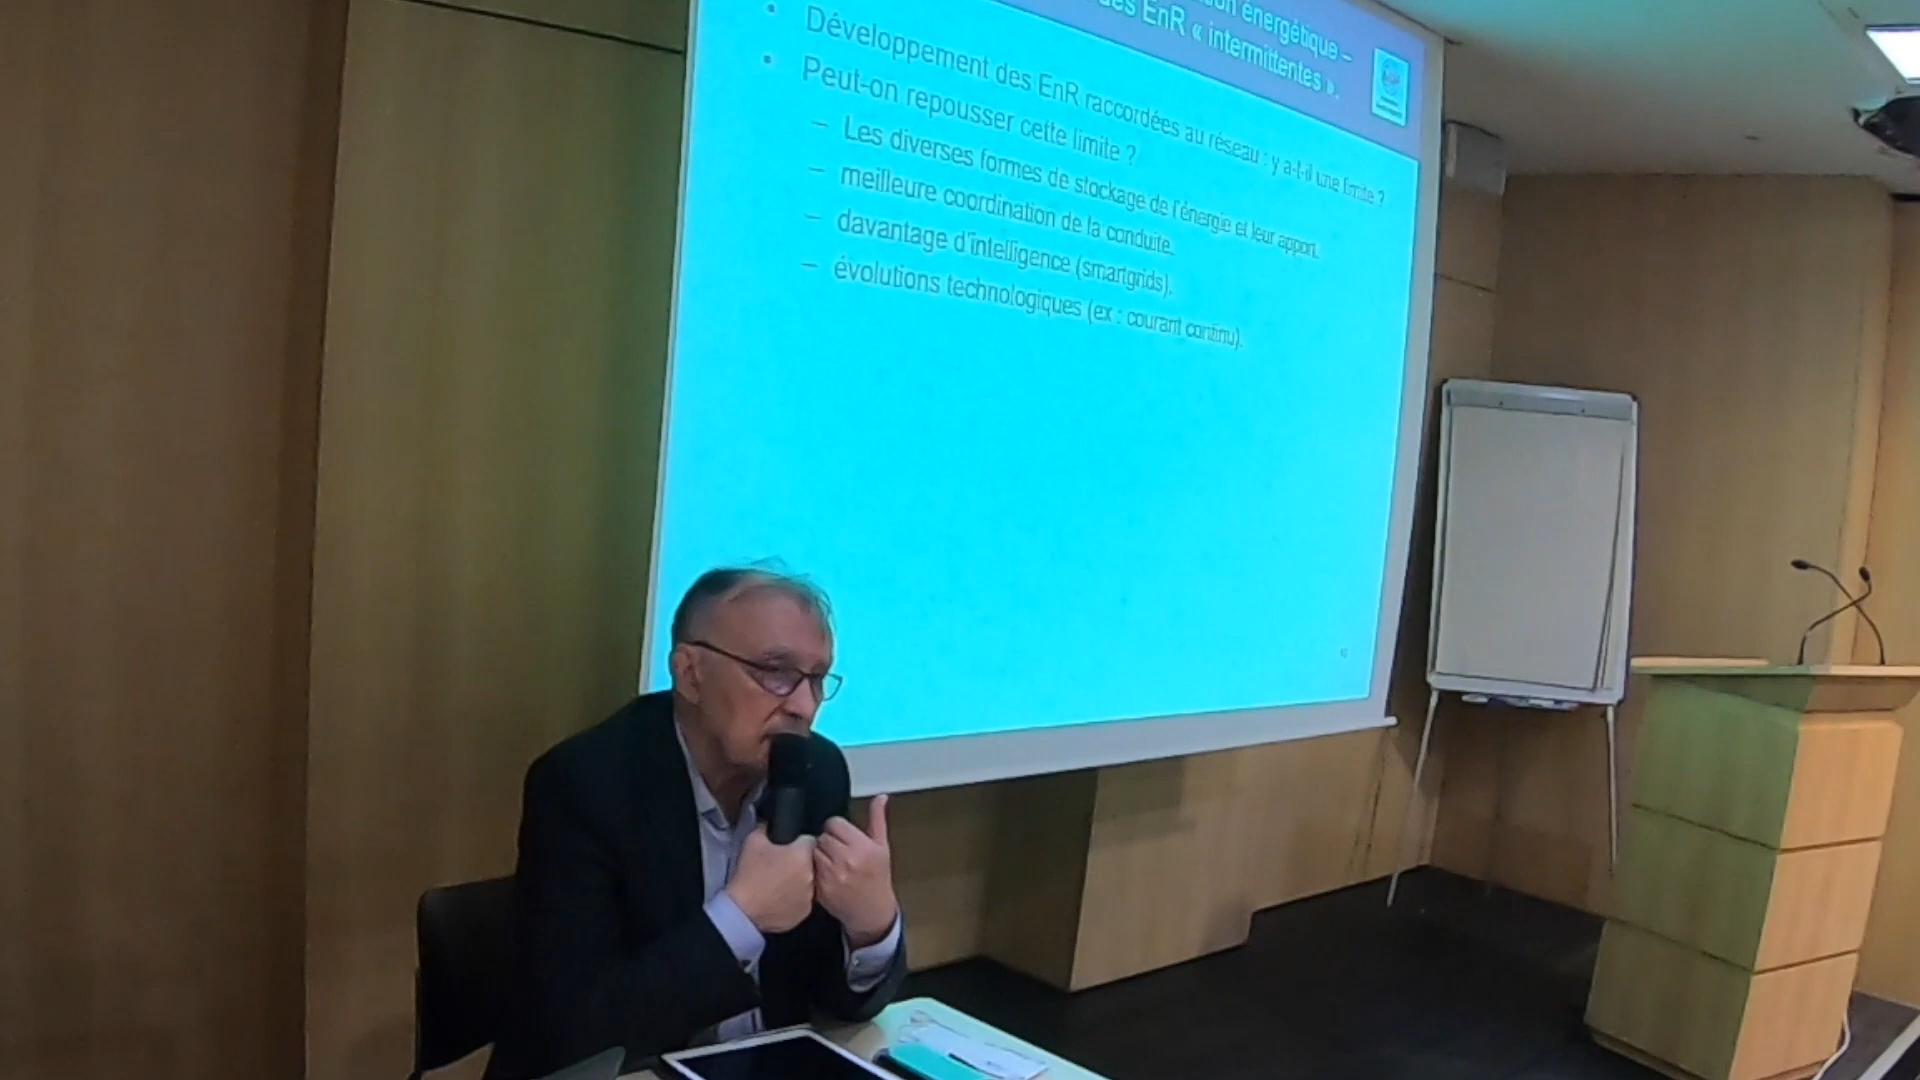 énergétique –
des EnR « intermittentes ».
• Développement des EnR raccordées au réseau : y a-t-il une limite ?
• Peut-on repousser cette limite ?
– Les diverses formes de stockage de l'énergie et leur apport.
– meilleure coordination de la conduite.
– davantage d'intelligence (smartgrids).
– évolutions technologiques (ex : courant continu).